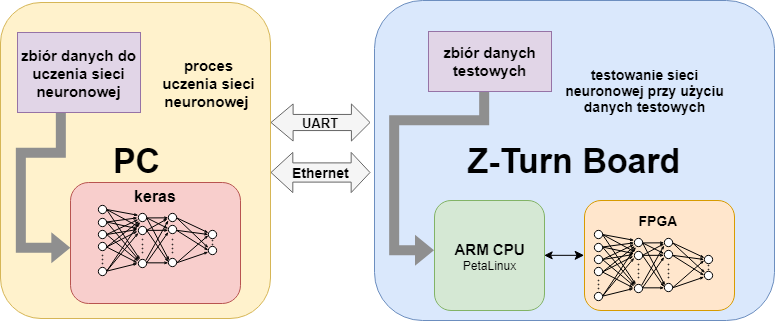 zbiór danych do
uczenia sieci
neuronowej
proces
uczenia sieci
neuronowej
PC
keras
UART
Ethernet
zbiór danych
testowych
testowanie sieci
neuronowej przy użyciu
danych testowych
Z-Turn Board
ARM CPU
PetaLinux
FPGA